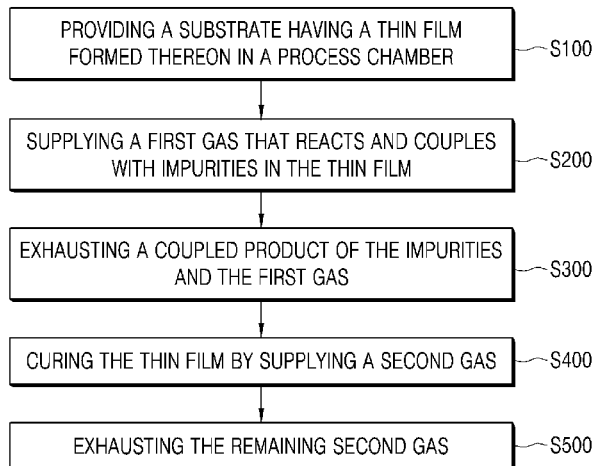 PROVIDING A SUBSTRATE HAVING A THIN FILM
FORMED THEREON IN A PROCESS CHAMBER
S100
SUPPLYING A FIRST GAS THAT REACTS AND COUPLES
WITH IMPURITIES IN THE THIN FILM
S200
EXHAUSTING A COUPLED PRODUCT OF THE IMPURITIES
AND THE FIRST GAS
S300
CURING THE THIN FILM BY SUPPLYING A SECOND GAS
S400
EXHAUSTING THE REMAINING SECOND GAS
S500